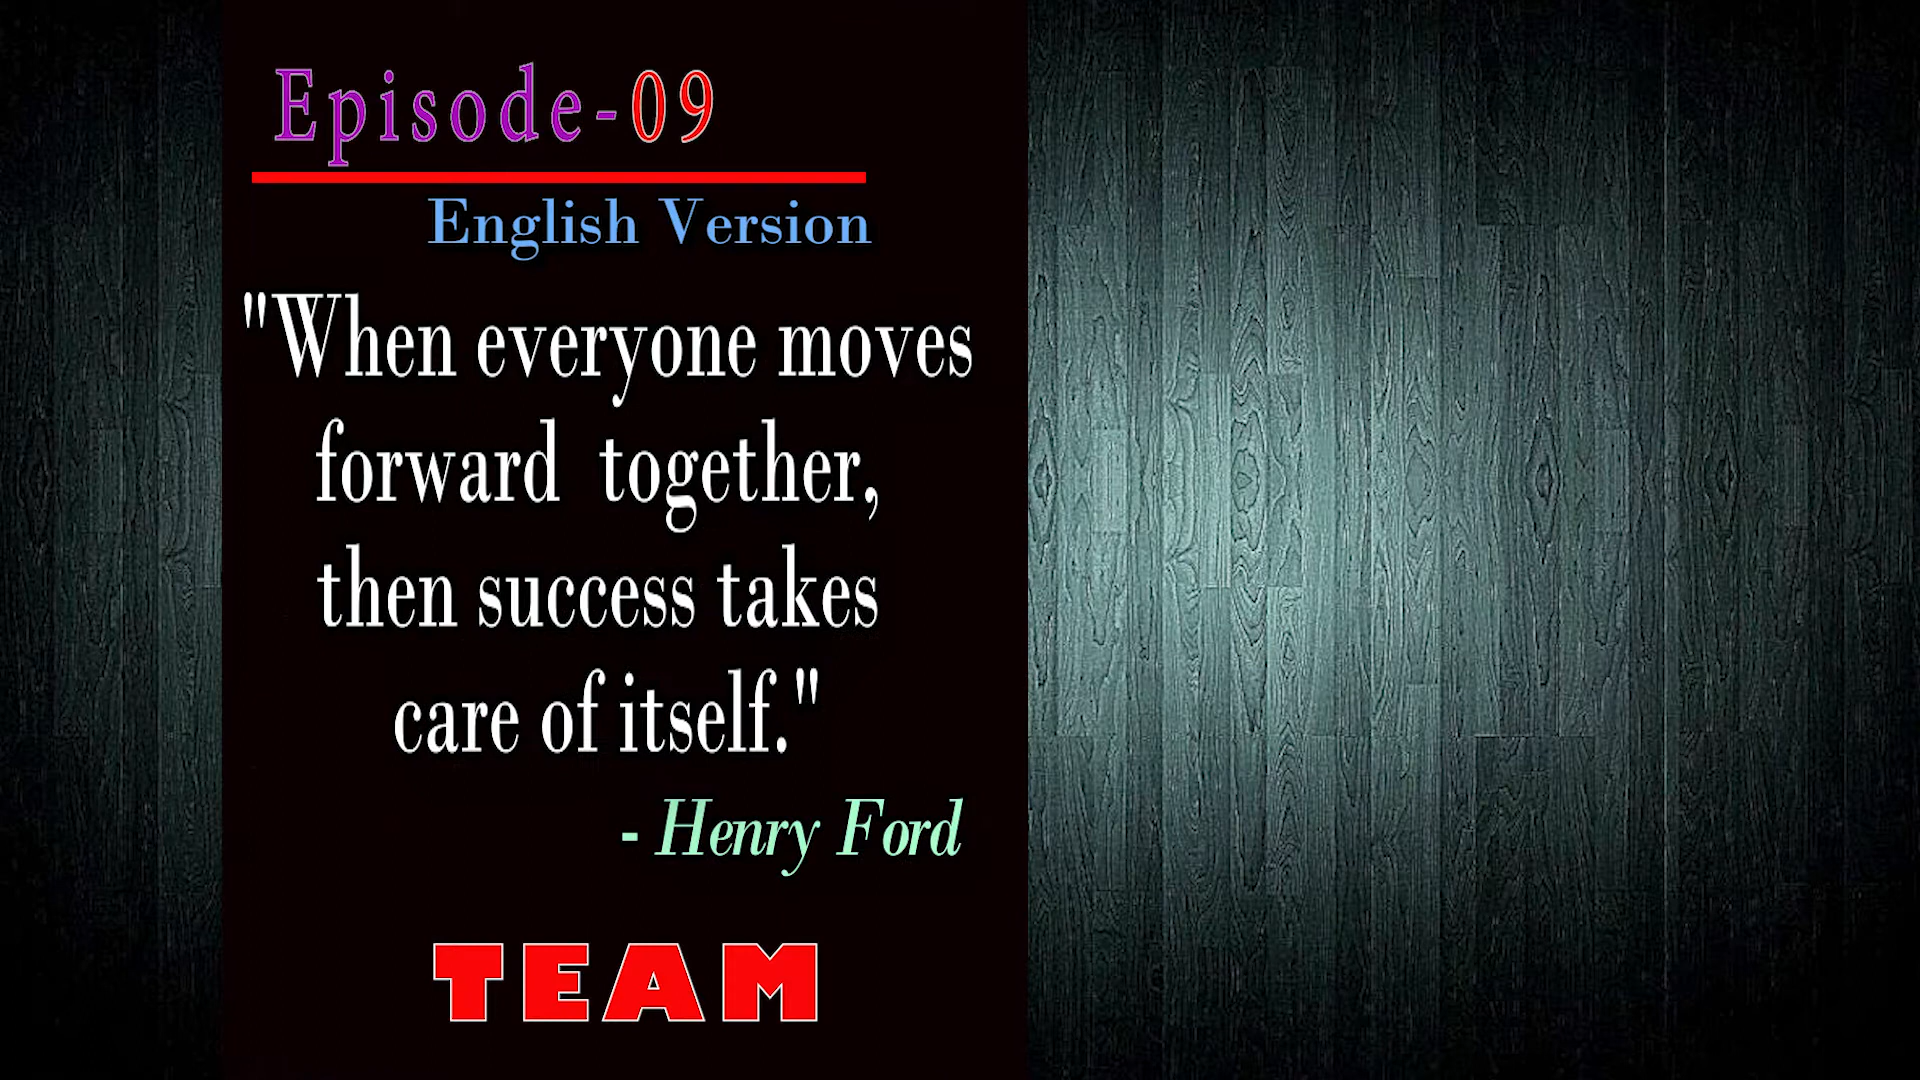 Episode-09
English Version
"When everyone moves
forward together,
then success takes
care of itself."
- Henry Ford
TEAM